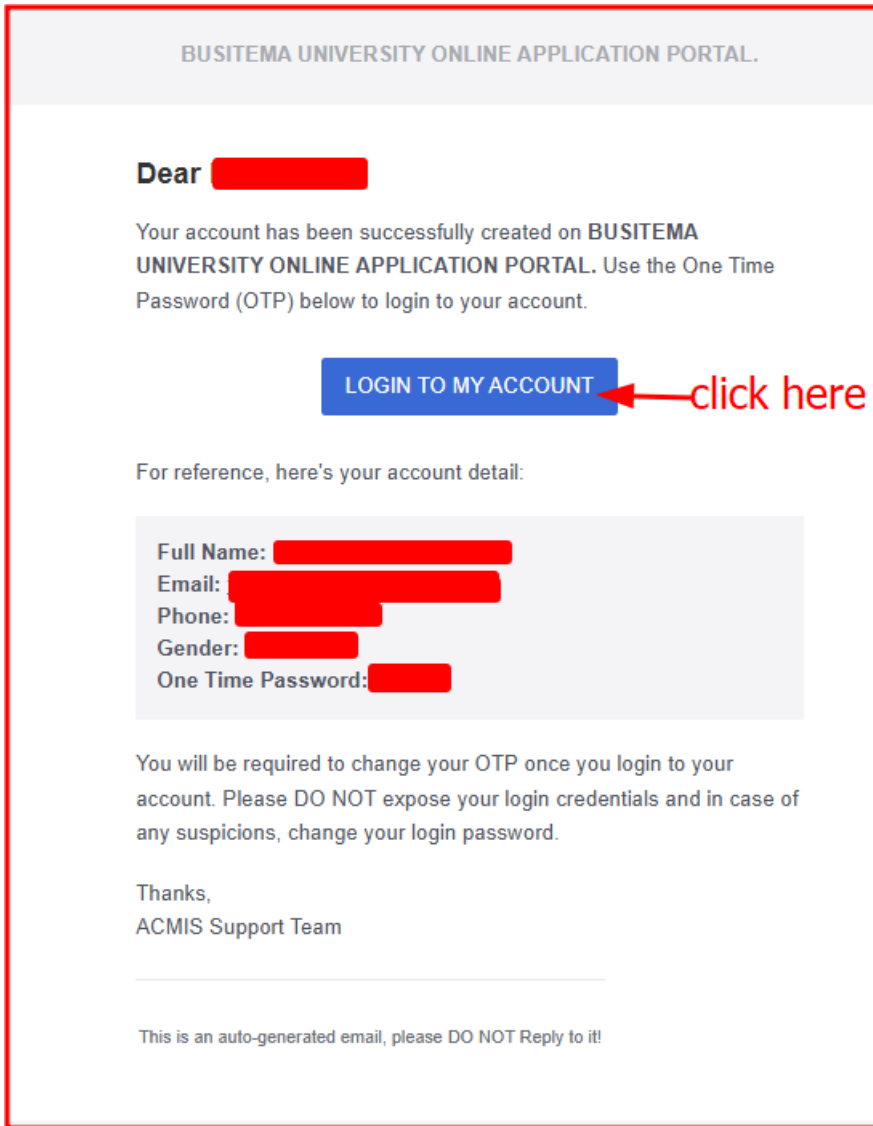 BUSITEMA UNIVERSITY ONLINE APPLICATION PORTAL.
Dear
Your account has been successfully created on BUSITEMA
UNIVERSITY ONLINE APPLICATION PORTAL. Use the One Time
Password (OTP) below to login to your account.
LOGIN TO MY ACCOUNT
click here
For reference, here's your account detail:
Full Name:
Email:
Phone:
Gender:
One Time Password:
You will be required to change your OTP once you login to your
account. Please DO NOT expose your login credentials and in case of
any suspicions, change your login password.
Thanks,
ACMIS Support Team
This is an auto-generated email, please DO NOT Reply to it!